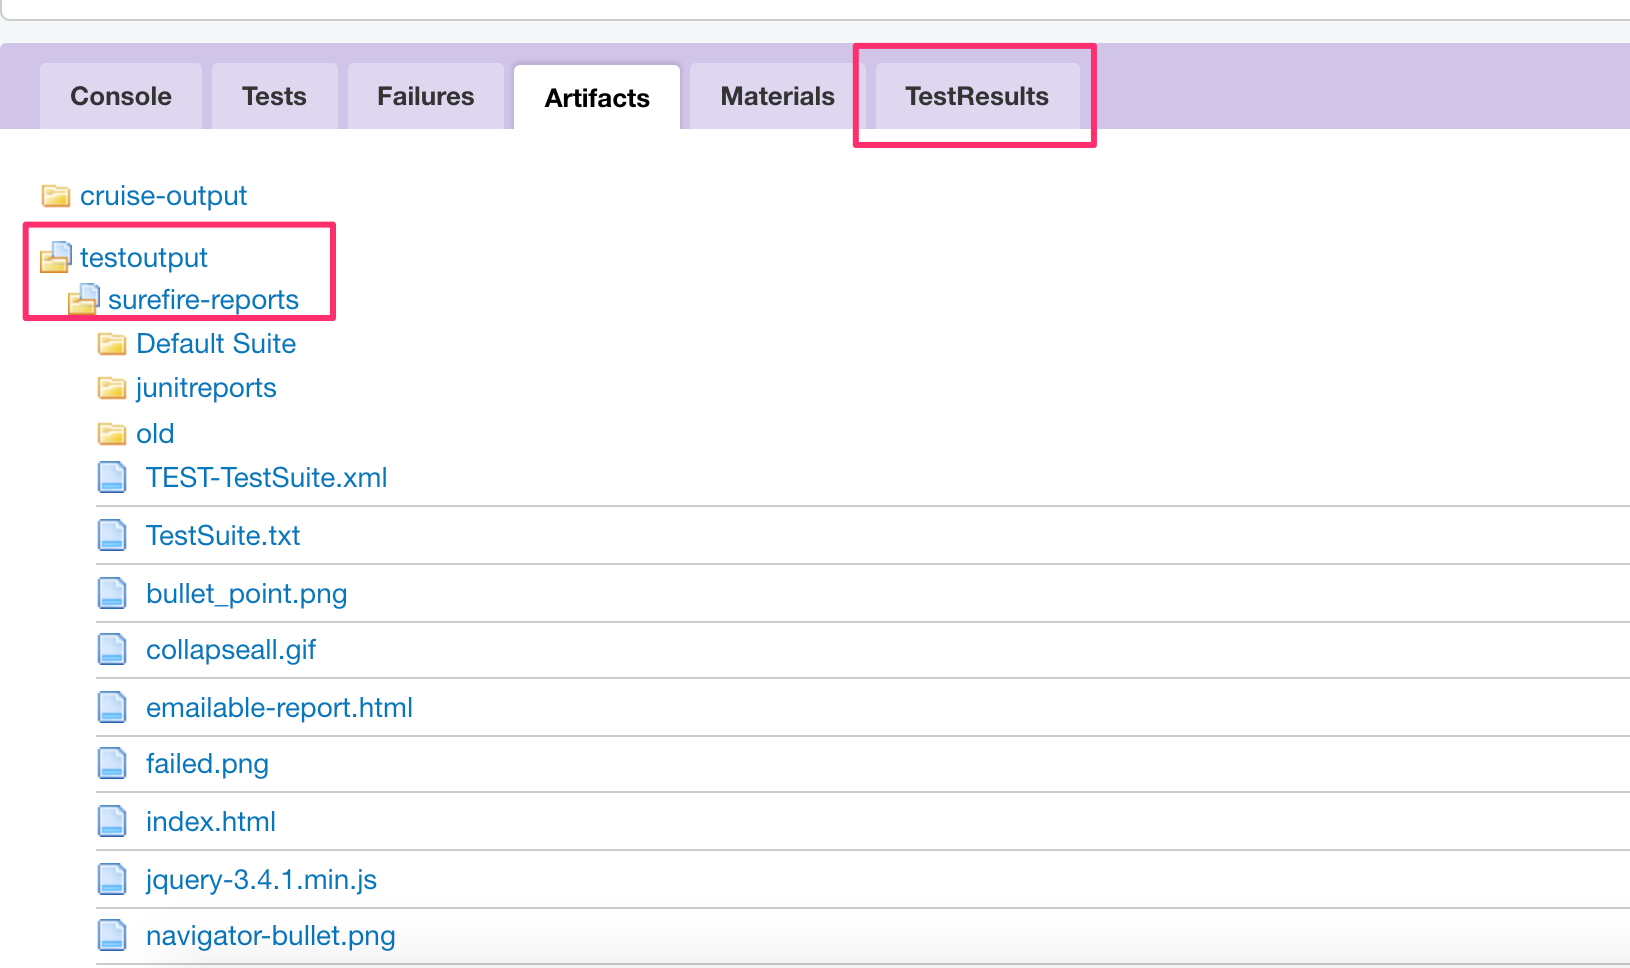 Console Tests Failures Artifacts Materials TestResults
cruise-output
testoutput
surefire-reports
Default Suite
junitreports
old
TEST-TestSuite.xml
TestSuite.txt
bullet_point.png
collapseall.gif
emailable-report.html
failed.png
index.html
jquery-3.4.1.min.js
navigator-bullet.png